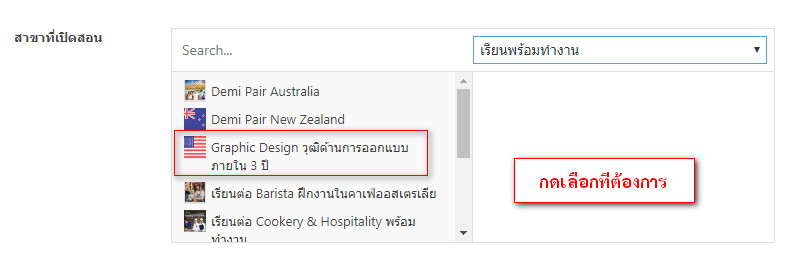 สาขาที่เปิดสอน
Search...
เรียนพร้อมทำงาน
Demi Pair Australia
Demi Pair New Zealand
Graphic Design วุฒิด้านการออกแบบ
ภายใน 3 ปี
กดเลือกที่ต้องการ
เรียนต่อ Barista ฝึกงานในคาเฟ่ออสเตรเลีย
เรียนต่อ Cookery & Hospitality พร้อม
ทำงาน